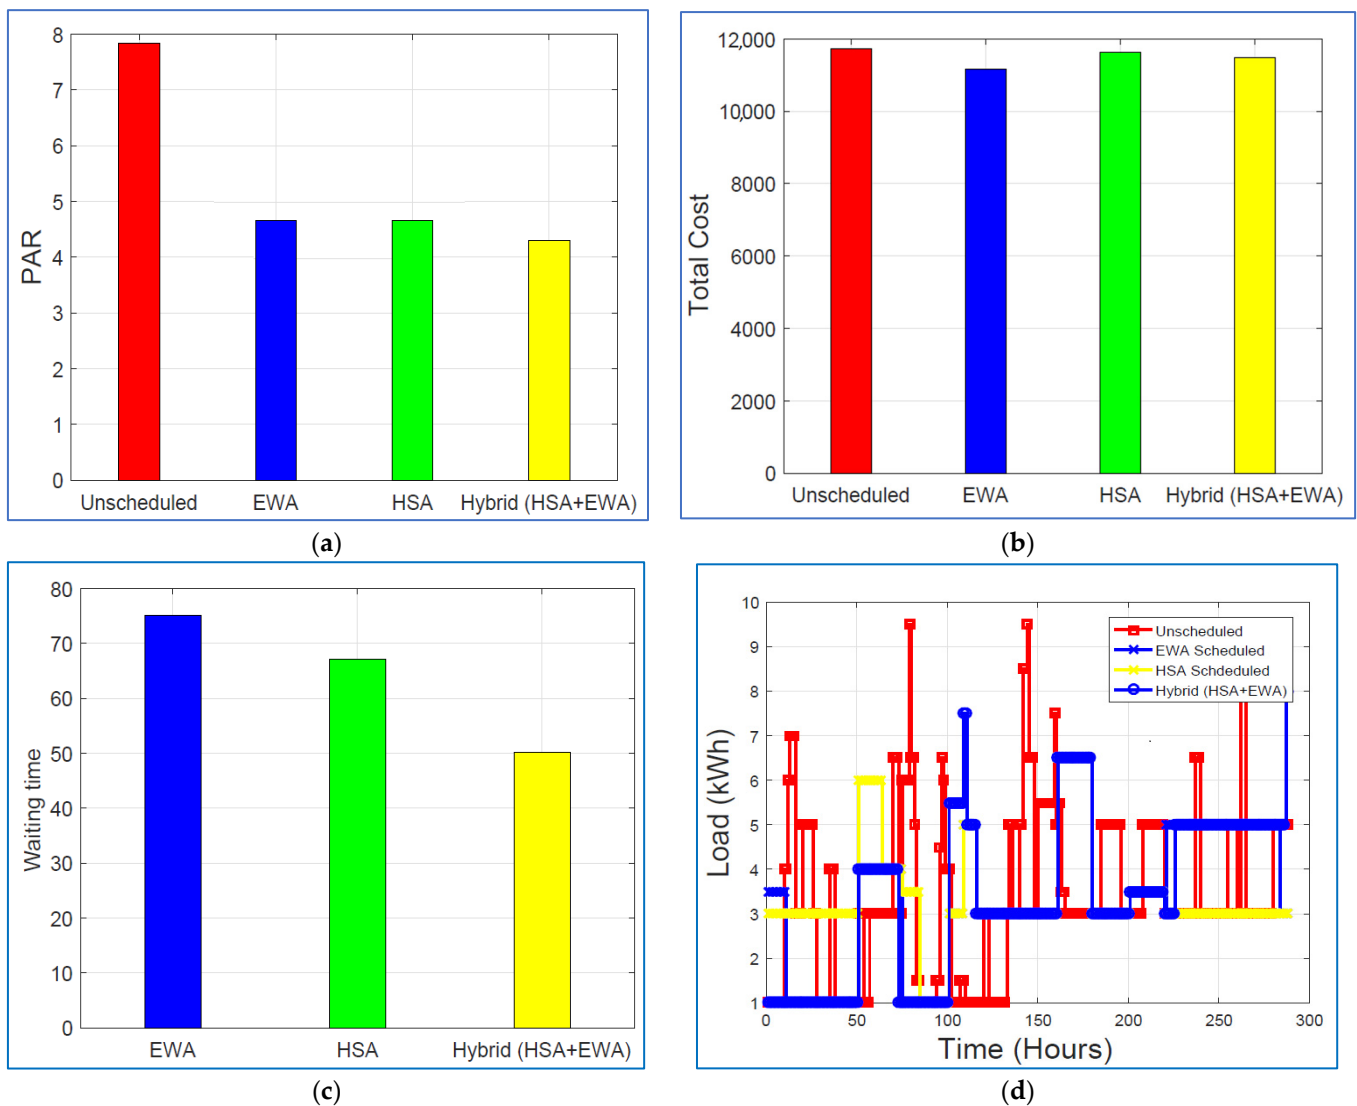 8
7
6
5
4
3
2
1
0
PAR
Unscheduled EWA HSA Hybrid (HSA+EWA)
(a)
12,000
10,000
8000
6000
4000
2000
0
Total Cost
Unscheduled EWA HSA Hybrid (HSA+EWA)
(b)
80
70
60
50
40
30
20
10
0
Waiting time
EWA HSA Hybrid (HSA+EWA)
(c)
10
9
8
7
6
5
4
3
2
1
Load (kWh)
Unscheduled
EWA Scheduled
HSA Schdeduled
Hybrid (HSA+EWA)
0 50 100 150 200 250 300
Time (Hours)
(d)